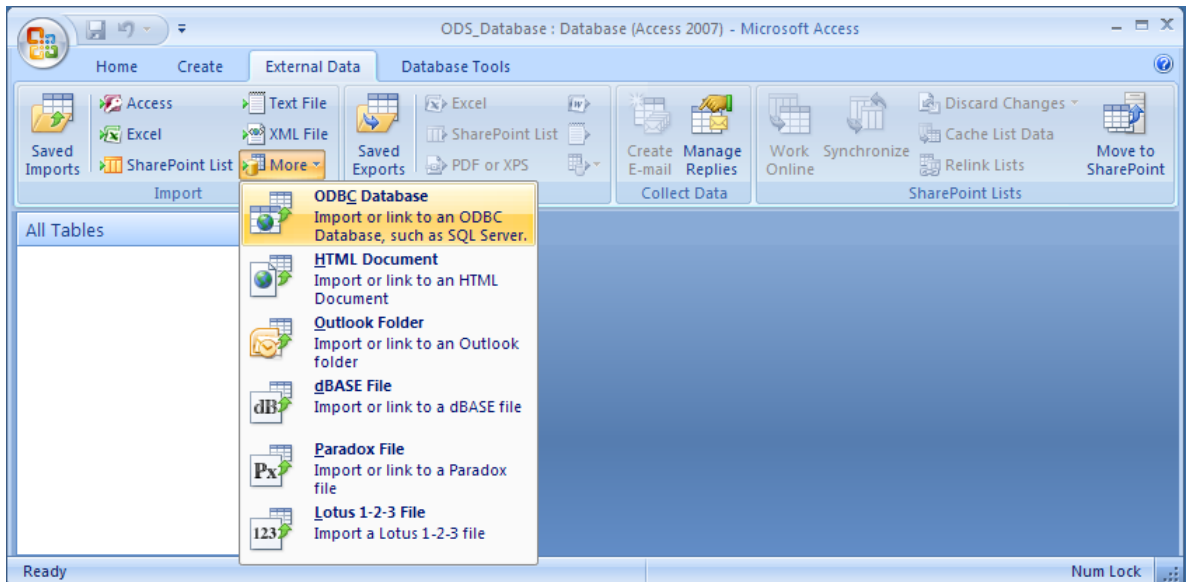 ODS_Database : Database (Access 2007) - Microsoft Access
Home Create External Data Database Tools
Access Text File Excel Discard Changes
Excel XML File SharePoint List Cache List Data
Saved Imports Saved Exports Create E-mail Manage Replies Work Online Synchronize Move to SharePoint
SharePoint List More PDF or XPS Relink Lists
Import Collect Data SharePoint Lists
All Tables
ODBC Database
Import or link to an ODBC
Database, such as SQL Server.
HTML Document
Import or link to an HTML
Document
Outlook Folder
Import or link to an Outlook
folder
dBASE File
dB
Import or link to a dBASE file
Paradox File
Px
Import or link to a Paradox
file
Lotus 1-2-3 File
123
Import a Lotus 1-2-3 file
Ready Num Lock